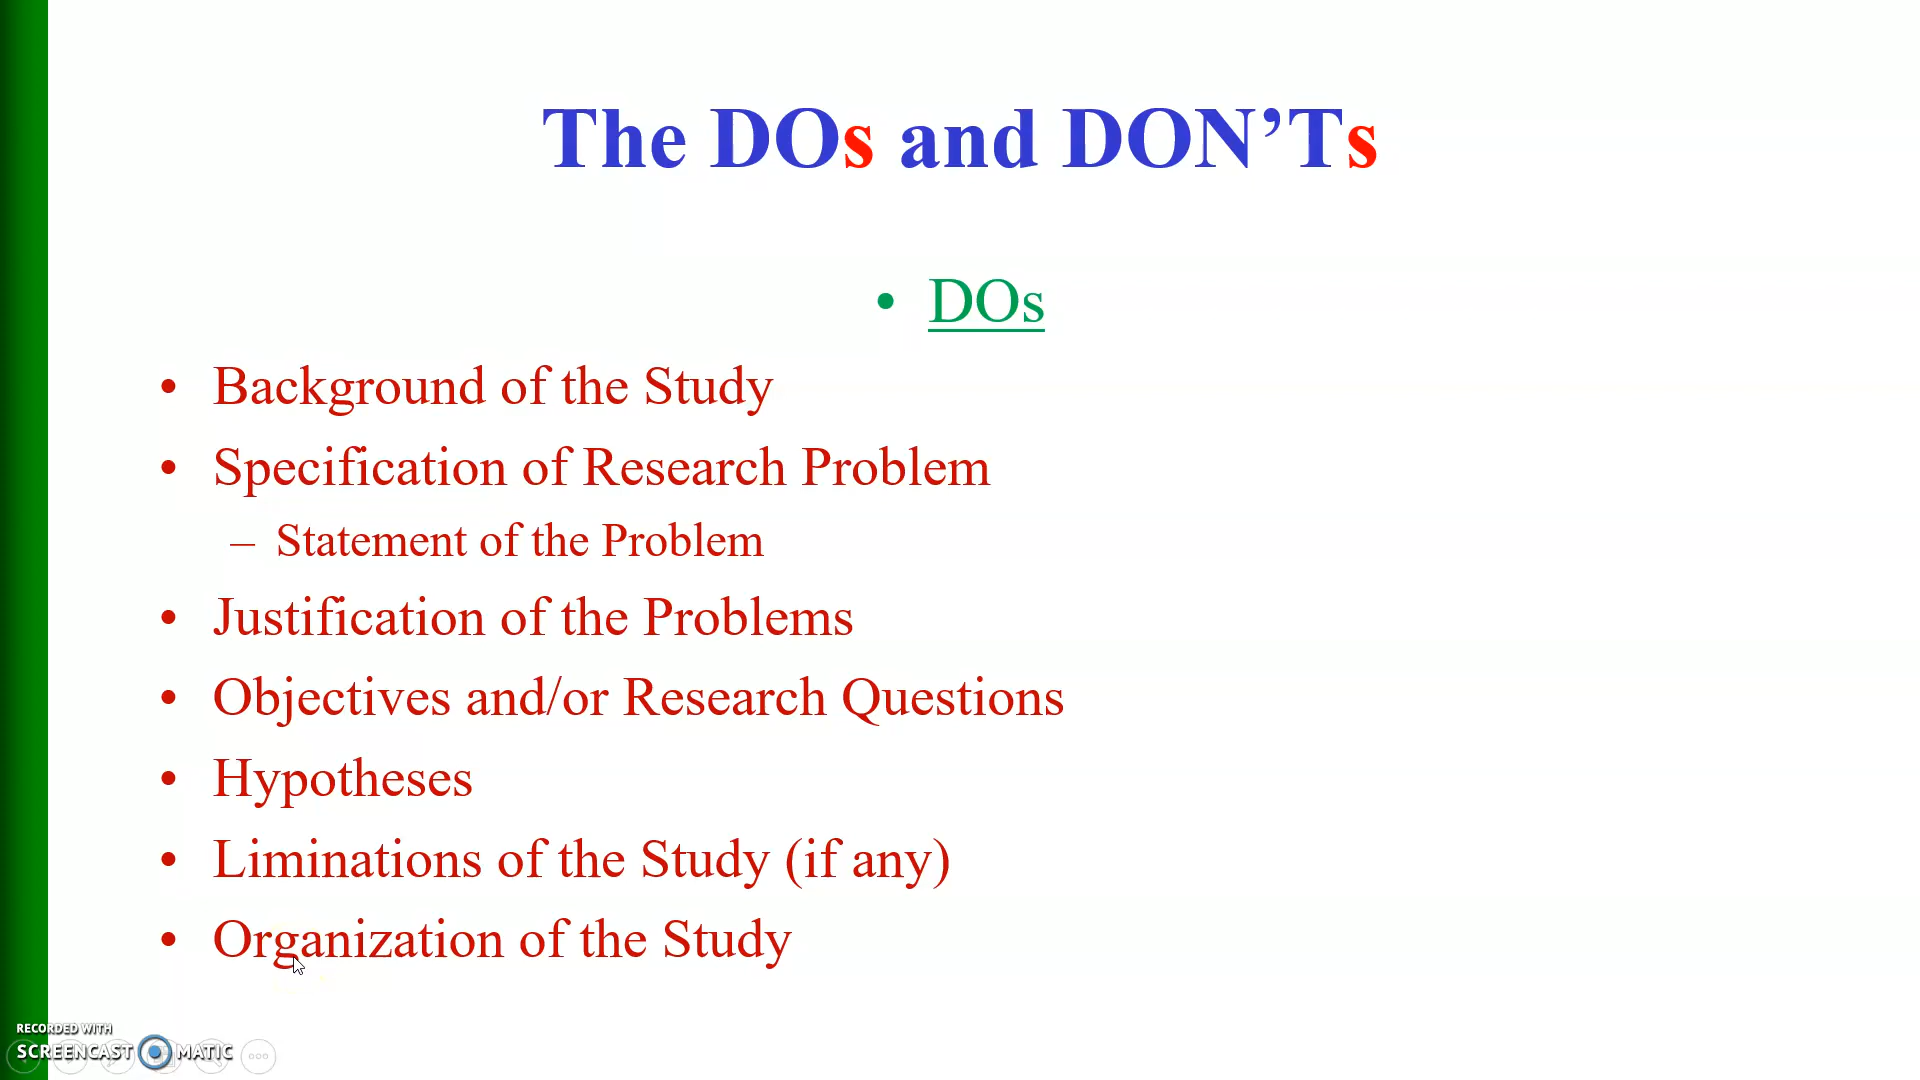 The DOs and DON’Ts
• DOs
• Background of the Study
• Specification of Research Problem
– Statement of the Problem
• Justification of the Problems
• Objectives and/or Research Questions
• Hypotheses
• Liminations of the Study (if any)
• Organization of the Study
RECORDED WITH
SCREENCAST MATIC